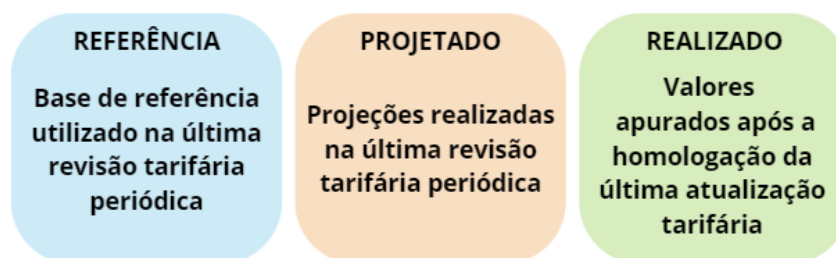 REFERÊNCIA
Base de referência
utilizado na última
revisão tarifária
periódica
PROJETADO
Projeções realizadas
na última revisão
tarifária periódica
REALIZADO
Valores
apurados após a
homologação da
última atualização
tarifária